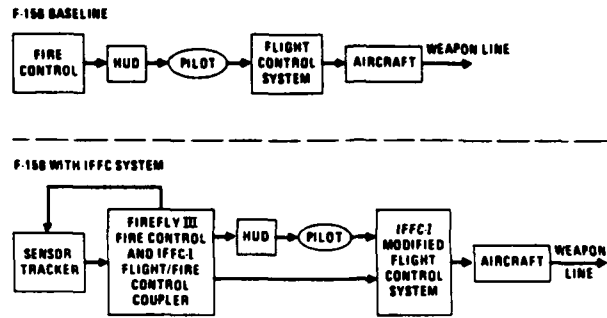 F-15B BASELINE
FIRE
CONTROL
HUD
PILOT
FLIGHT
CONTROL
SYSTEM
AIRCRAFT
WEAPON LINE
F-15B WITH IFFC SYSTEM
SENSOR
TRACKER
FIREFLY III
FIRE CONTROL
AND IFFC-I
FLIGHT/FIRE
CONTROL
COUPLER
HUD
PILOT
IFFC-I
MODIFIED
FLIGHT
CONTROL
SYSTEM
AIRCRAFT
WEAPON
LINE